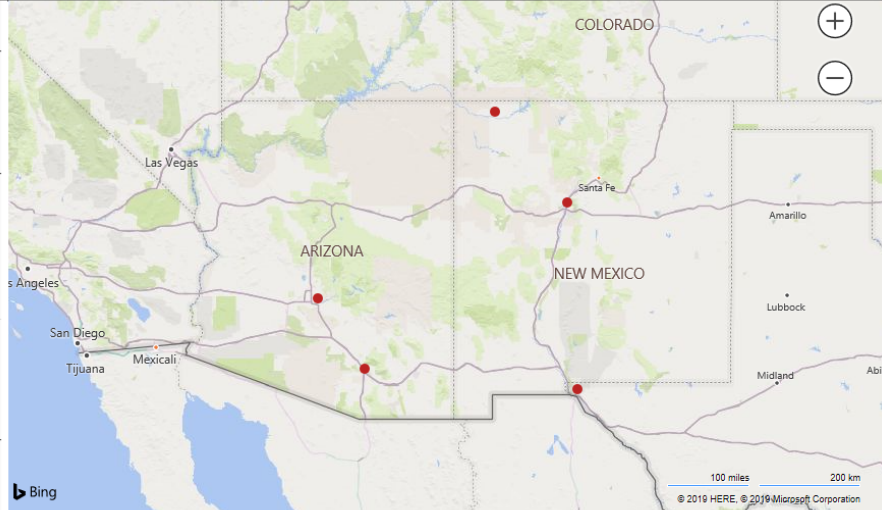 COLORADO
+
−
Las Vegas
Santa Fe
Amarillo
ARIZONA
NEW MEXICO
s Angeles
Lubbock
San Diego
Mexicali
Tijuana
Midland
Abi
100 miles
200 km
Bing
© 2019 HERE, © 2019 Microsoft Corporation